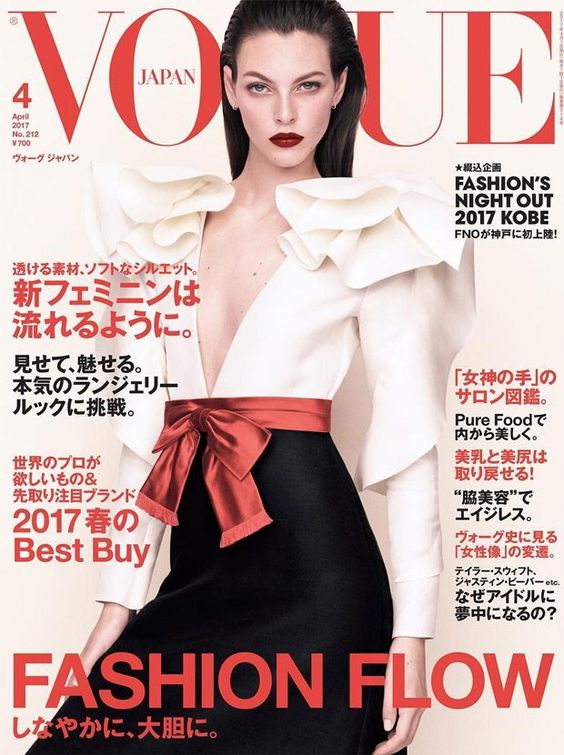 VOGUE
JAPAN
4
April
2017
No.212
¥700
ヴォーグ ジャパン
★綴込企画
FASHION'S
NIGHT OUT
2017 KOBE
FNOが神戸に初上陸!
透ける素材、ソフトなシルエット。
新フェミニンは
流れるように。
見せて、魅せる。
本気のランジェリー
ルックに挑戦。
世界のプロが
欲しいもの&
先取り注目ブランド
2017 春の
Best Buy
「女神の手」の
サロン図鑑。
Pure Foodで
内から美しく。
美乳と美尻は
取り戻せる!
“脇美容”で
エイジレス。
ヴォーグ史に見る
「女性像」の変遷。
テイラー・スウィフト、
ジャスティン・ビーバー etc.
なぜアイドルに
夢中になるの?
FASHION FLOW
しなやかに、大胆に。